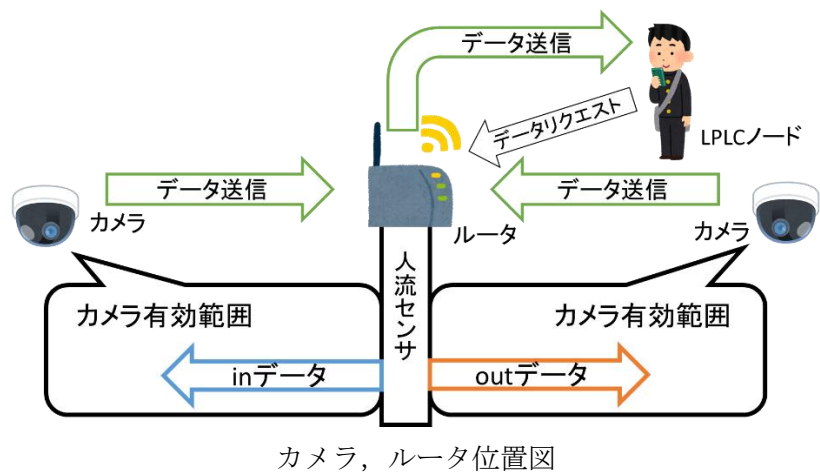 データ送信
データリクエスト
LPLCノード
データ送信
データ送信
カメラ
ルータ
カメラ
人流センサ
カメラ有効範囲
カメラ有効範囲
inデータ
outデータ
カメラ，ルータ位置図